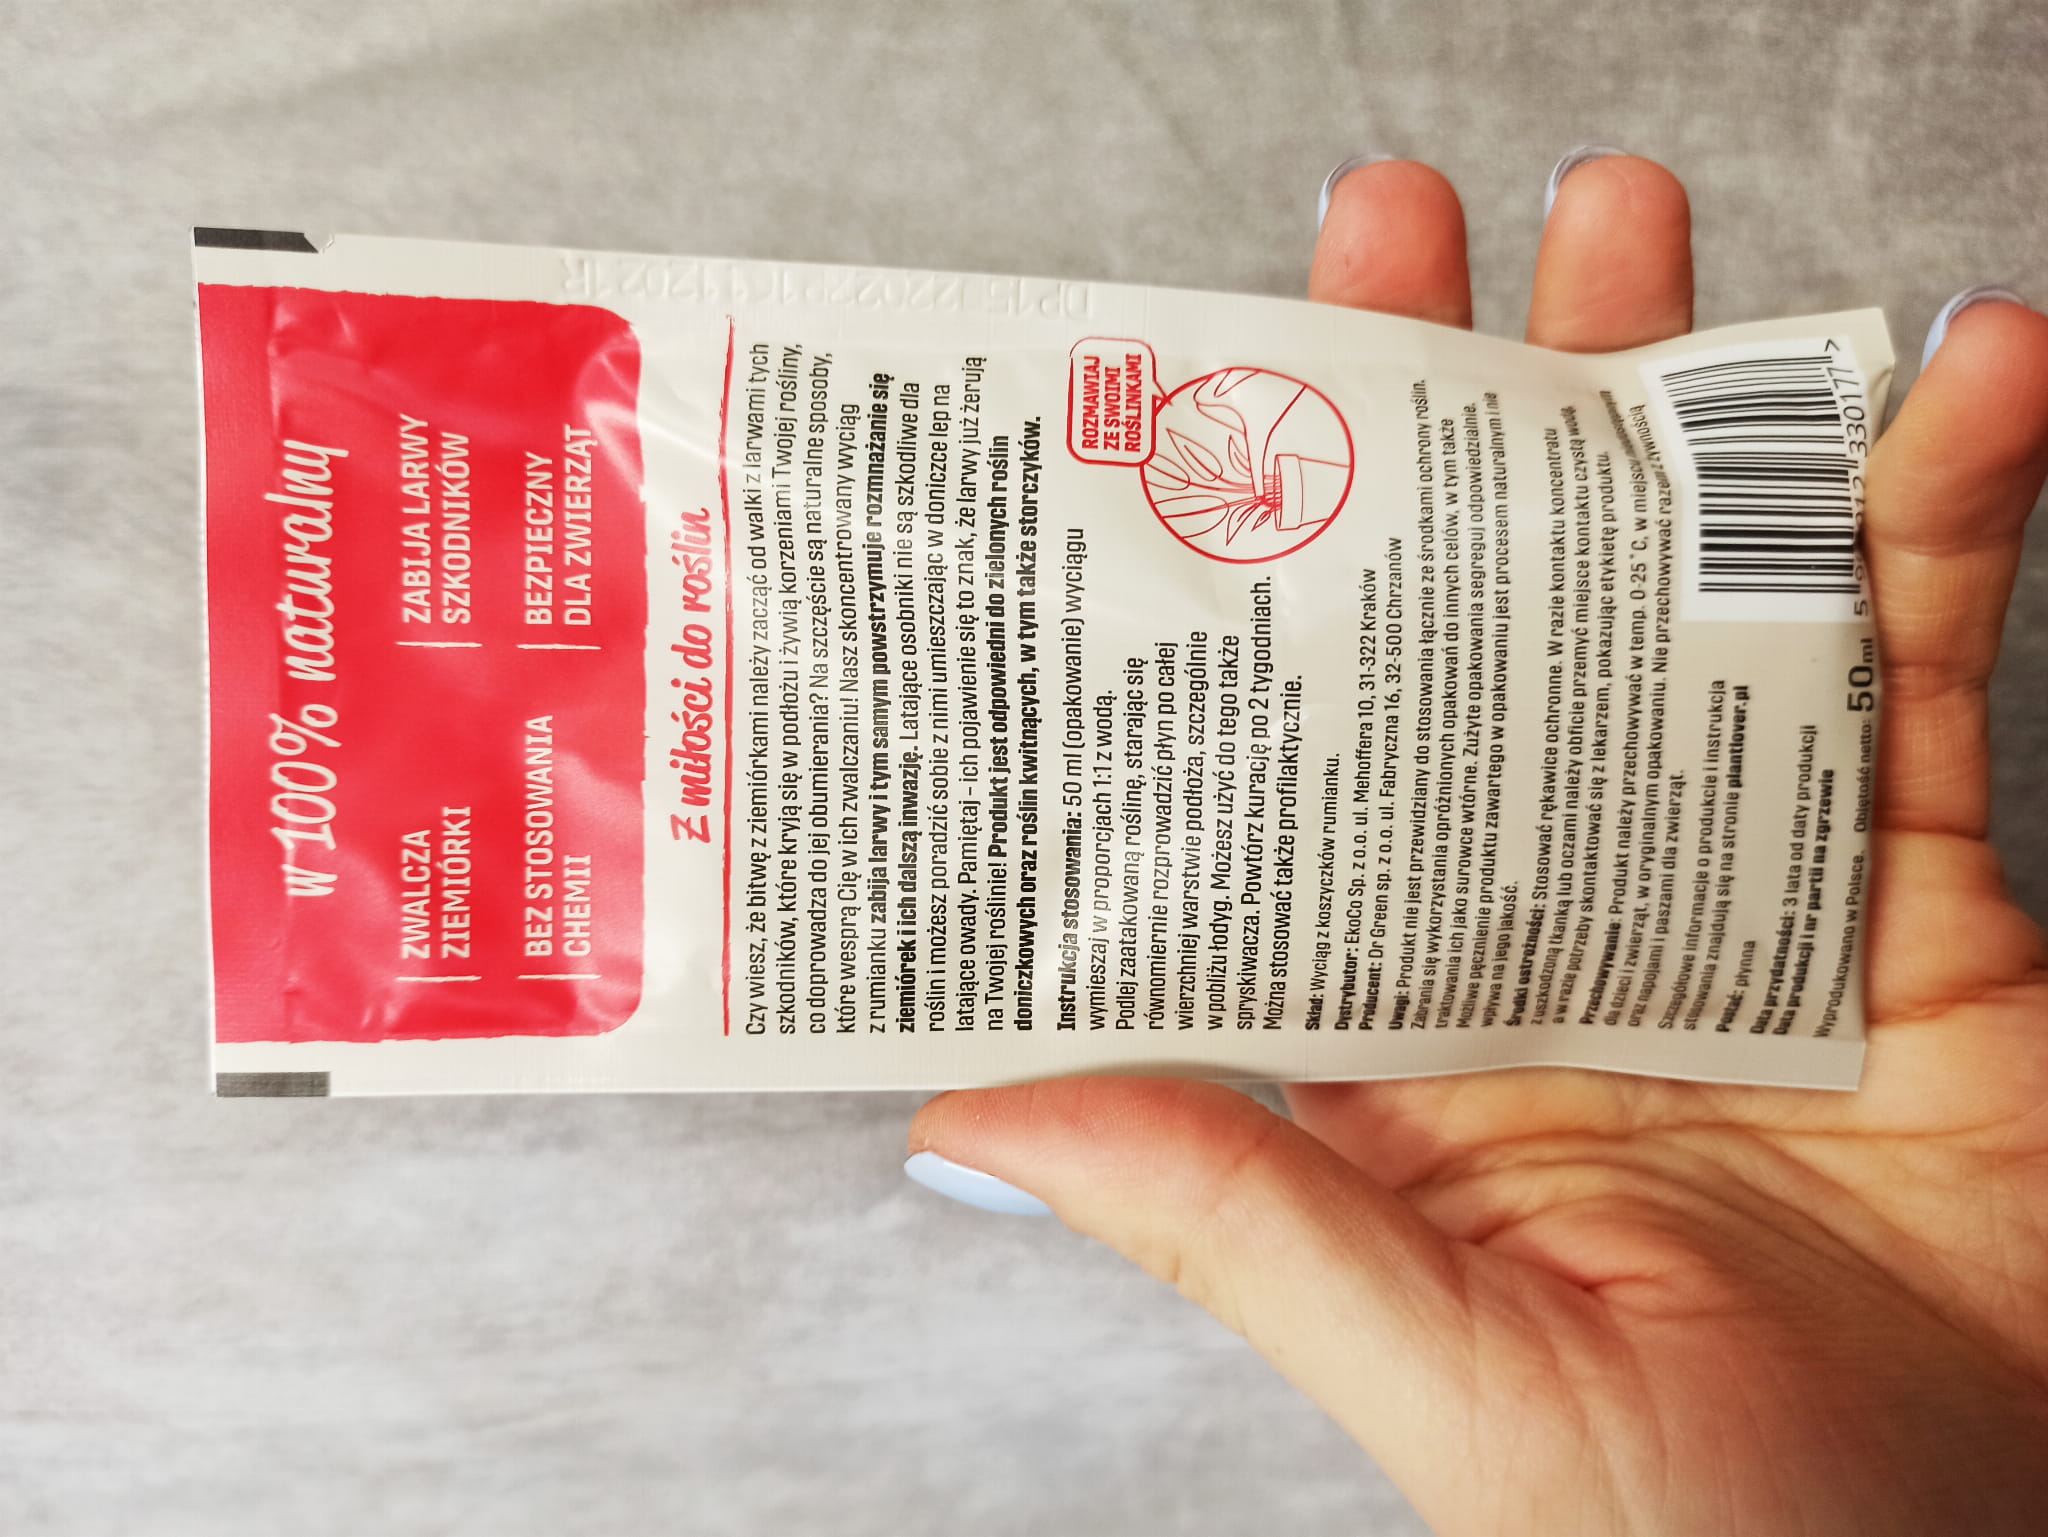 w 100% naturalny
ZWALCZA
ZIEMIÓRKI
ZABIJA LARWY
SZKODNIKÓW
BEZ STOSOWANIA
CHEMII
BEZPIECZNY
DLA ZWIERZĄT
Z miłości do roślin
Czy wiesz, że bitwę z ziemiórkami należy zacząć od walki z larwami tych
szkodników, które kryją się w podłożu i żywią korzeniami Twojej rośliny,
co doprowadza do jej obumierania? Na szczęście są naturalne sposoby,
które wesprą Cię w ich zwalczaniu! Nasz skoncentrowany wyciąg
z rumianku zabija larwy i tym samym powstrzymuje rozmnażanie się
ziemiórek i ich dalszą inwazję. Latające osobniki nie są szkodliwe dla
roślin i możesz poradzić sobie z nimi umieszczając w doniczce lep na
latające owady. Pamiętaj - ich pojawienie się to znak, że larwy już żerują
na Twojej roślinie! Produkt jest odpowiedni do zielonych roślin
doniczkowych oraz roślin kwitnących, w tym także storczyków.
Instrukcja stosowania: 50 ml (opakowanie) wyciągu
wymieszaj w proporcjach 1:1 z wodą.
Podlej zaatakowaną roślinę, starając się
równomiernie rozprowadzić płyn po całej
wierzchniej warstwie podłoża, szczególnie
w pobliżu łodyg. Możesz użyć do tego także
spryskiwacza. Powtórz kurację po 2 tygodniach.
Można stosować także profilaktycznie.
ROZMAWIAJ
ZE SWOIMI
ROŚLINKAMI
Skład: Wyciąg z koszyczków rumianku.
Dystrybutor: EkoCo Sp. z o.o. ul. Mehoffera 10, 31-322 Kraków
Producent: Dr Green sp. z o.o. ul. Fabryczna 16, 32-500 Chrzanów
Uwagi: Produkt nie jest przewidziany do stosowania łącznie ze środkami ochrony roślin.
Zabrania się wykorzystania opróżnionych opakowań do innych celów, w tym także
traktowania ich jako surowce wtórne. Zużyte opakowania segreguj odpowiedzialnie.
Możliwe pęcznienie produktu zawartego w opakowaniu jest procesem naturalnym i nie
wpływa na jego jakość.
Środki ostrożności: Stosować rękawice ochronne. W razie kontaktu koncentratu
z uszkodzoną tkanką lub oczami należy obficie przemyć miejsce kontaktu czystą wodą,
a w razie potrzeby skontaktować się z lekarzem, pokazując etykietę produktu.
Przechowywanie: Produkt należy przechowywać w temp. 0-25°C, w miejscu niedostępnym
dla dzieci i zwierząt, w oryginalnym opakowaniu. Nie przechowywać razem z żywnością
oraz napojami i paszami dla zwierząt.
Szczegółowe informacje o produkcie i instrukcja
stosowania znajdują się na stronie plantlover.pl
Postać: płynna
Data przydatności: 3 lata od daty produkcji
Data produkcji i nr partii na zgrzewie
Wyprodukowano w Polsce. Objętość netto: 50 ml
330177 >